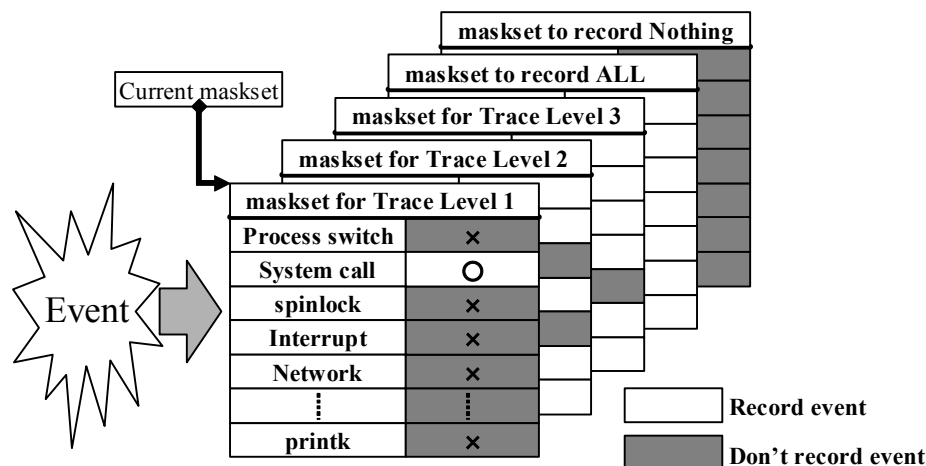 maskset to record Nothing
maskset to record ALL
Current maskset
maskset for Trace Level 3
maskset for Trace Level 2
maskset for Trace Level 1
Process switch ×
System call ○
Event
spinlock ×
Interrupt ×
Network ×
printk ×
Record event
Don't record event